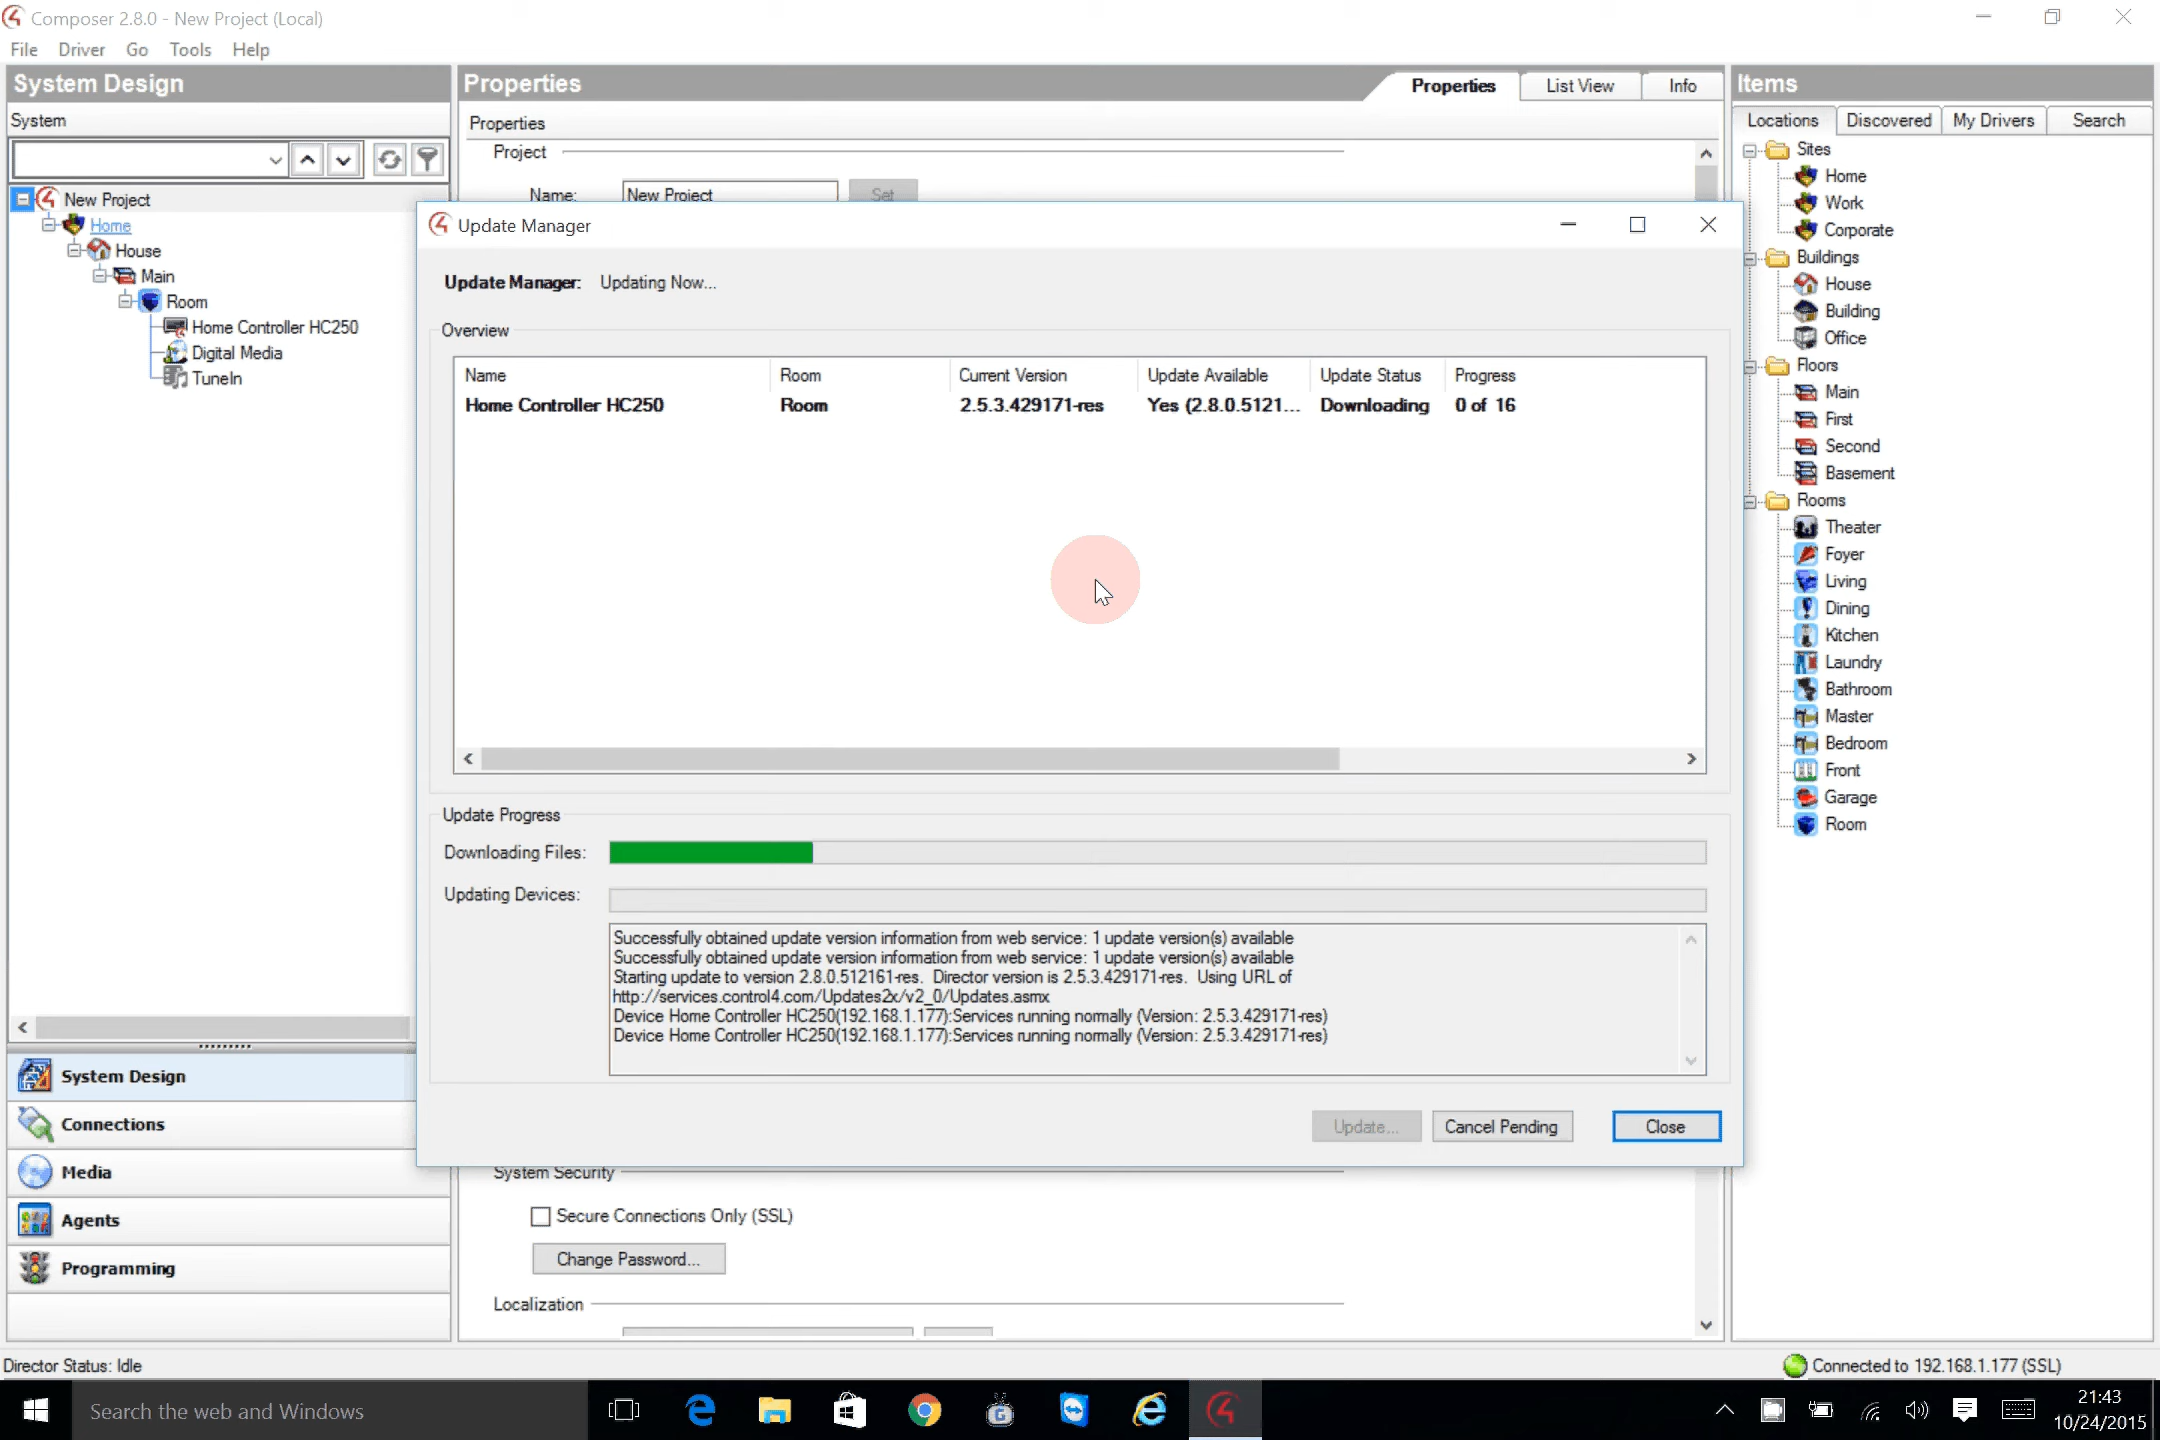 Composer 2.8.0 - New Project (Local)
File Driver Go Tools Help
System Design
System
New Project
Home
House
Main
Room
Home Controller HC250
Digital Media
TuneIn
System Design
Connections
Media
Agents
Programming
Properties
Properties List View Info
Properties
Project
Name: New Project Set
Update Manager
Update Manager: Updating Now...
Overview
Name Room Current Version Update Available Update Status Progress
Home Controller HC250 Room 2.5.3.429171-res Yes (2.8.0.5121... Downloading 0 of 16
Update Progress
Downloading Files:
Updating Devices:
Successfully obtained update version information from web service: 1 update version(s) available
Successfully obtained update version information from web service: 1 update version(s) available
Starting update to version 2.8.0.512161-res. Director version is 2.5.3.429171-res. Using URL of
http://services.control4.com/Updates2x/v2_0/Updates.asmx
Device Home Controller HC250(192.168.1.177):Services running normally (Version: 2.5.3.429171-res)
Device Home Controller HC250(192.168.1.177):Services running normally (Version: 2.5.3.429171-res)
Update... Cancel Pending Close
System Security
Secure Connections Only (SSL)
Change Password...
Localization
Items
Locations Discovered My Drivers Search
Sites
Home
Work
Corporate
Buildings
House
Building
Office
Floors
Main
First
Second
Basement
Rooms
Theater
Foyer
Living
Dining
Kitchen
Laundry
Bathroom
Master
Bedroom
Front
Garage
Room
Director Status: Idle
Connected to 192.168.1.177 (SSL)
Search the web and Windows
21:43
10/24/2015